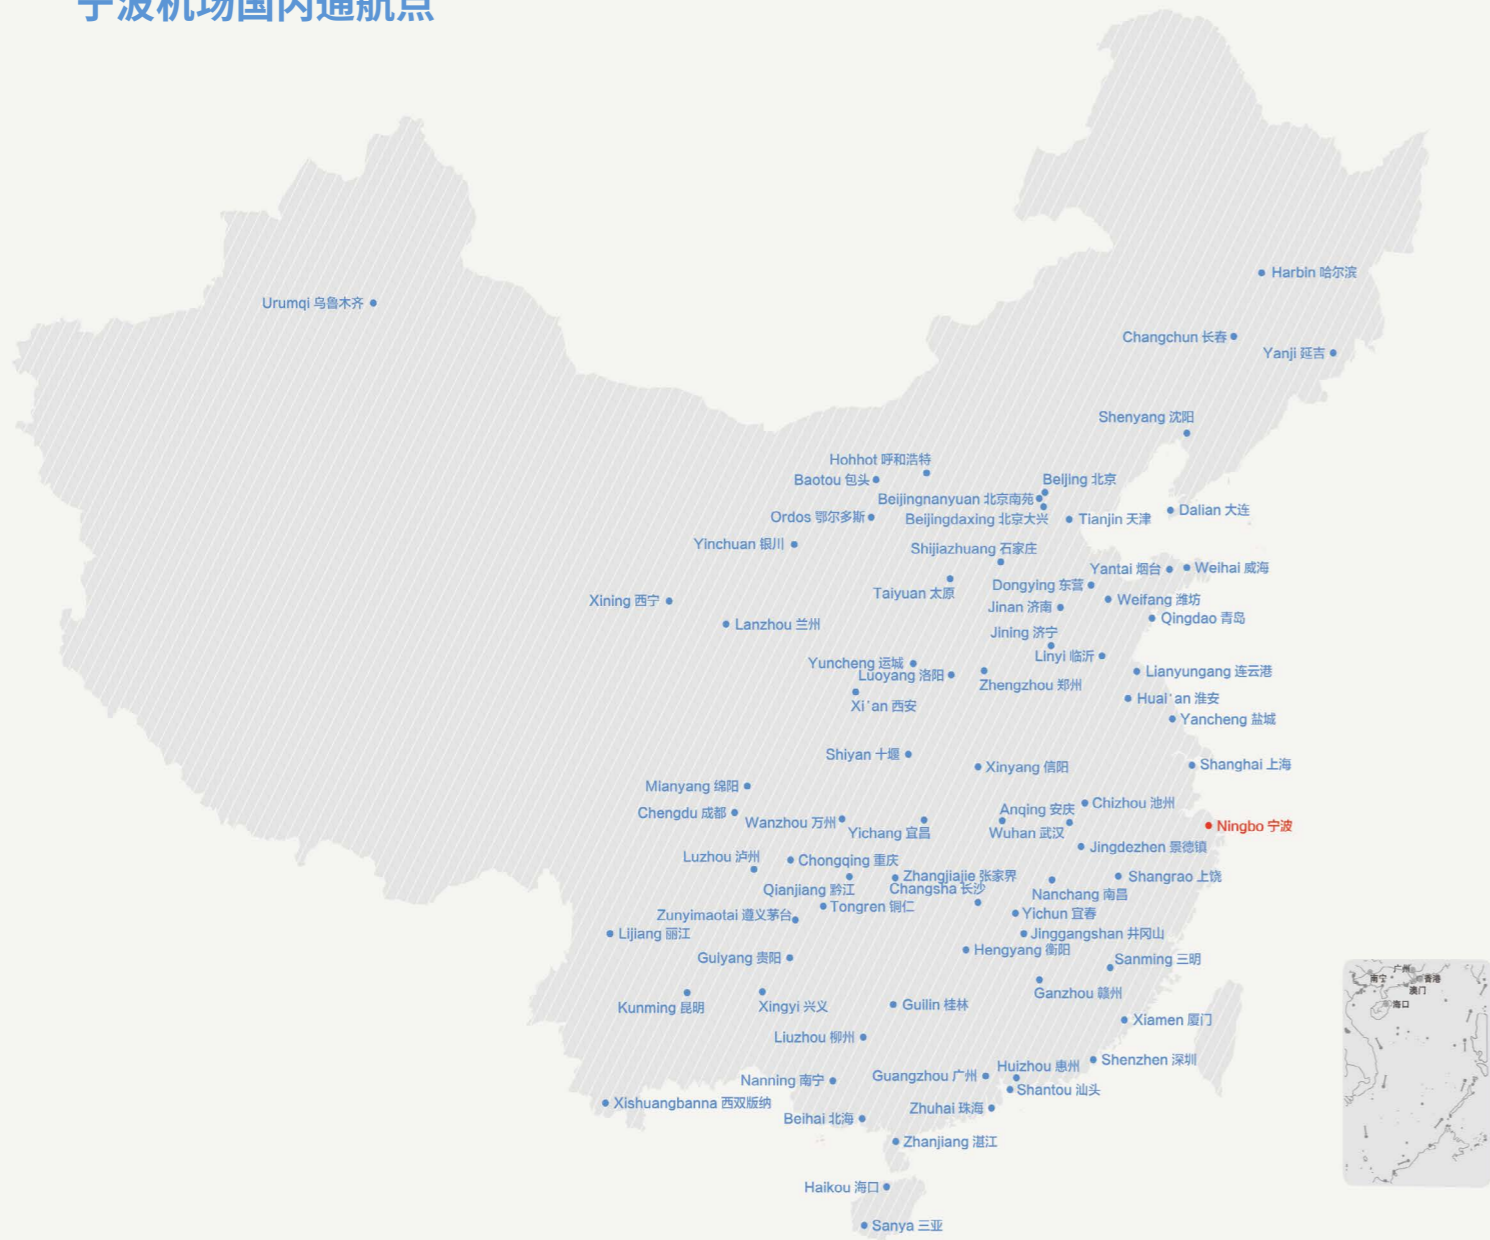 宁波机场国内通航点
Harbin 哈尔滨
Urumqi 乌鲁木齐
Changchun 长春
Yanji 延吉
Shenyang 沈阳
Hohhot 呼和浩特
Baotou 包头
Beijing 北京
Beijingnanyuan 北京南苑
Ordos 鄂尔多斯
Beijingdaxing 北京大兴
Tianjin 天津
Dalian 大连
Yinchuan 银川
Shijiazhuang 石家庄
Yantai 烟台
Weihai 威海
Taiyuan 太原
Dongying 东营
Xining 西宁
Jinan 济南
Weifang 潍坊
Qingdao 青岛
Lanzhou 兰州
Jining 济宁
Linyi 临沂
Yuncheng 运城
Luoyang 洛阳
Zhengzhou 郑州
Lianyungang 连云港
Xi'an 西安
Hual'an 淮安
Yancheng 盐城
Shiyan 十堰
Xinyang 信阳
Shanghai 上海
Mianyang 绵阳
Chengdu 成都
Wanzhou 万州
Yichang 宜昌
Anqing 安庆
Chizhou 池州
Wuhan 武汉
Ningbo 宁波
Jingdezhen 景德镇
Luzhou 泸州
Chongqing 重庆
Qianjiang 黔江
Zhangjiajie 张家界
Changsha 长沙
Nanchang 南昌
Shangrao 上饶
Zunyimaotai 遵义茅台
Tongren 铜仁
Yichun 宜春
Lijiang 丽江
Jinggangshan 井冈山
Guiyang 贵阳
Hengyang 衡阳
Sanming 三明
Kunming 昆明
Xingyi 兴义
Guilin 桂林
Ganzhou 赣州
Liuzhou 柳州
Xiamen 厦门
Nanning 南宁
Guangzhou 广州
Huizhou 惠州
Shenzhen 深圳
Shantou 汕头
Xishuangbanna 西双版纳
Beihai 北海
Zhuhai 珠海
Zhanjiang 湛江
Haikou 海口
Sanya 三亚
广州
南宁
香港
澳门
海口